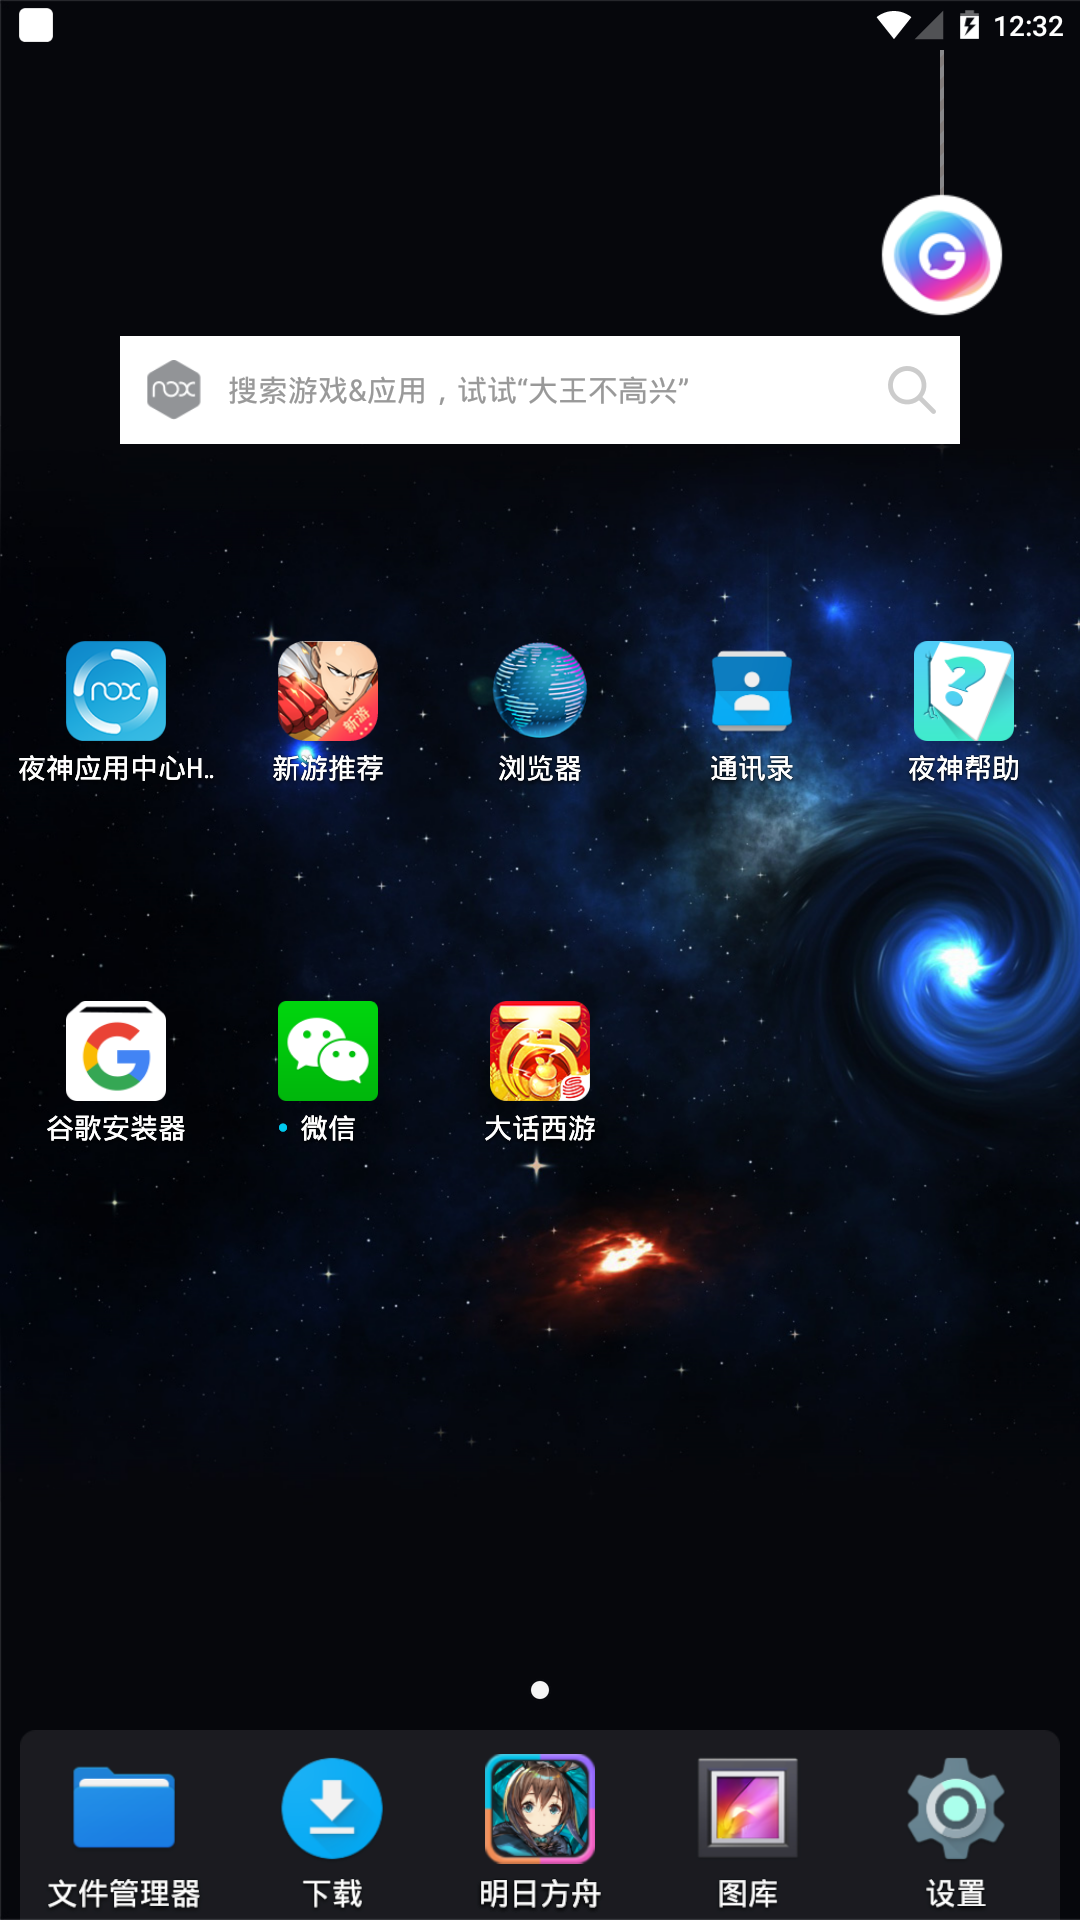 12:32
nox
搜索游戏&应用，试试“大王不高兴”
nox
新游
夜神应用中心H..
新游推荐
浏览器
通讯录
夜神帮助
谷歌安装器
微信
大话西游
文件管理器
下载
明日方舟
图库
设置